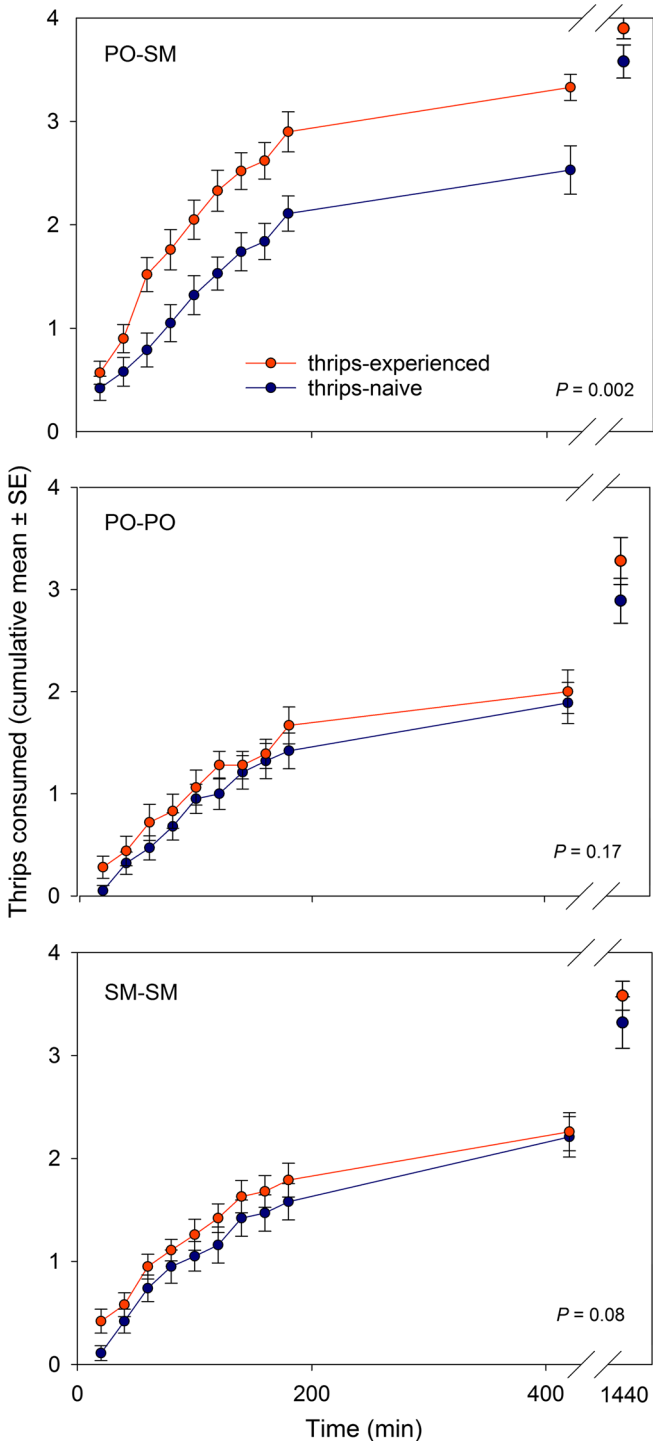 4
PO-SM
3
2
1
thrips-experienced
thrips-naive
P = 0.002
0
200
400
Thrips consumed (cumulative mean ± SE)
4
PO-PO
3
2
1
P = 0.17
0
4
SM-SM
3
2
1
P = 0.08
0
0
200
400
1440
Time (min)